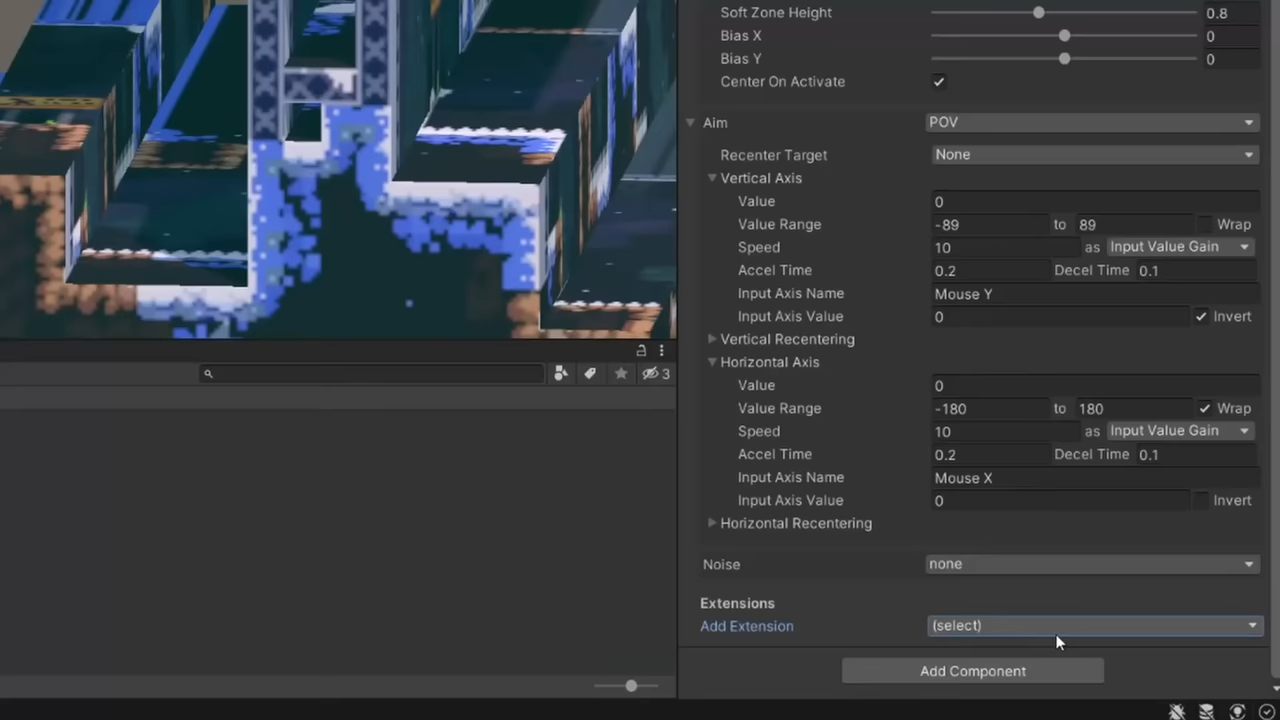 Soft Zone Height 0.8
Bias X 0
Bias Y 0
Center On Activate
Aim POV
Recenter Target None
Vertical Axis
Value 0
Value Range -89 to 89 Wrap
Speed 10 as Input Value Gain
Accel Time 0.2 Decel Time 0.1
Input Axis Name Mouse Y
Input Axis Value 0 Invert
Vertical Recentering
3
Horizontal Axis
Value 0
Value Range -180 to 180 Wrap
Speed 10 as Input Value Gain
Accel Time 0.2 Decel Time 0.1
Input Axis Name Mouse X
Input Axis Value 0 Invert
Horizontal Recentering
Noise none
Extensions
Add Extension (select)
Add Component